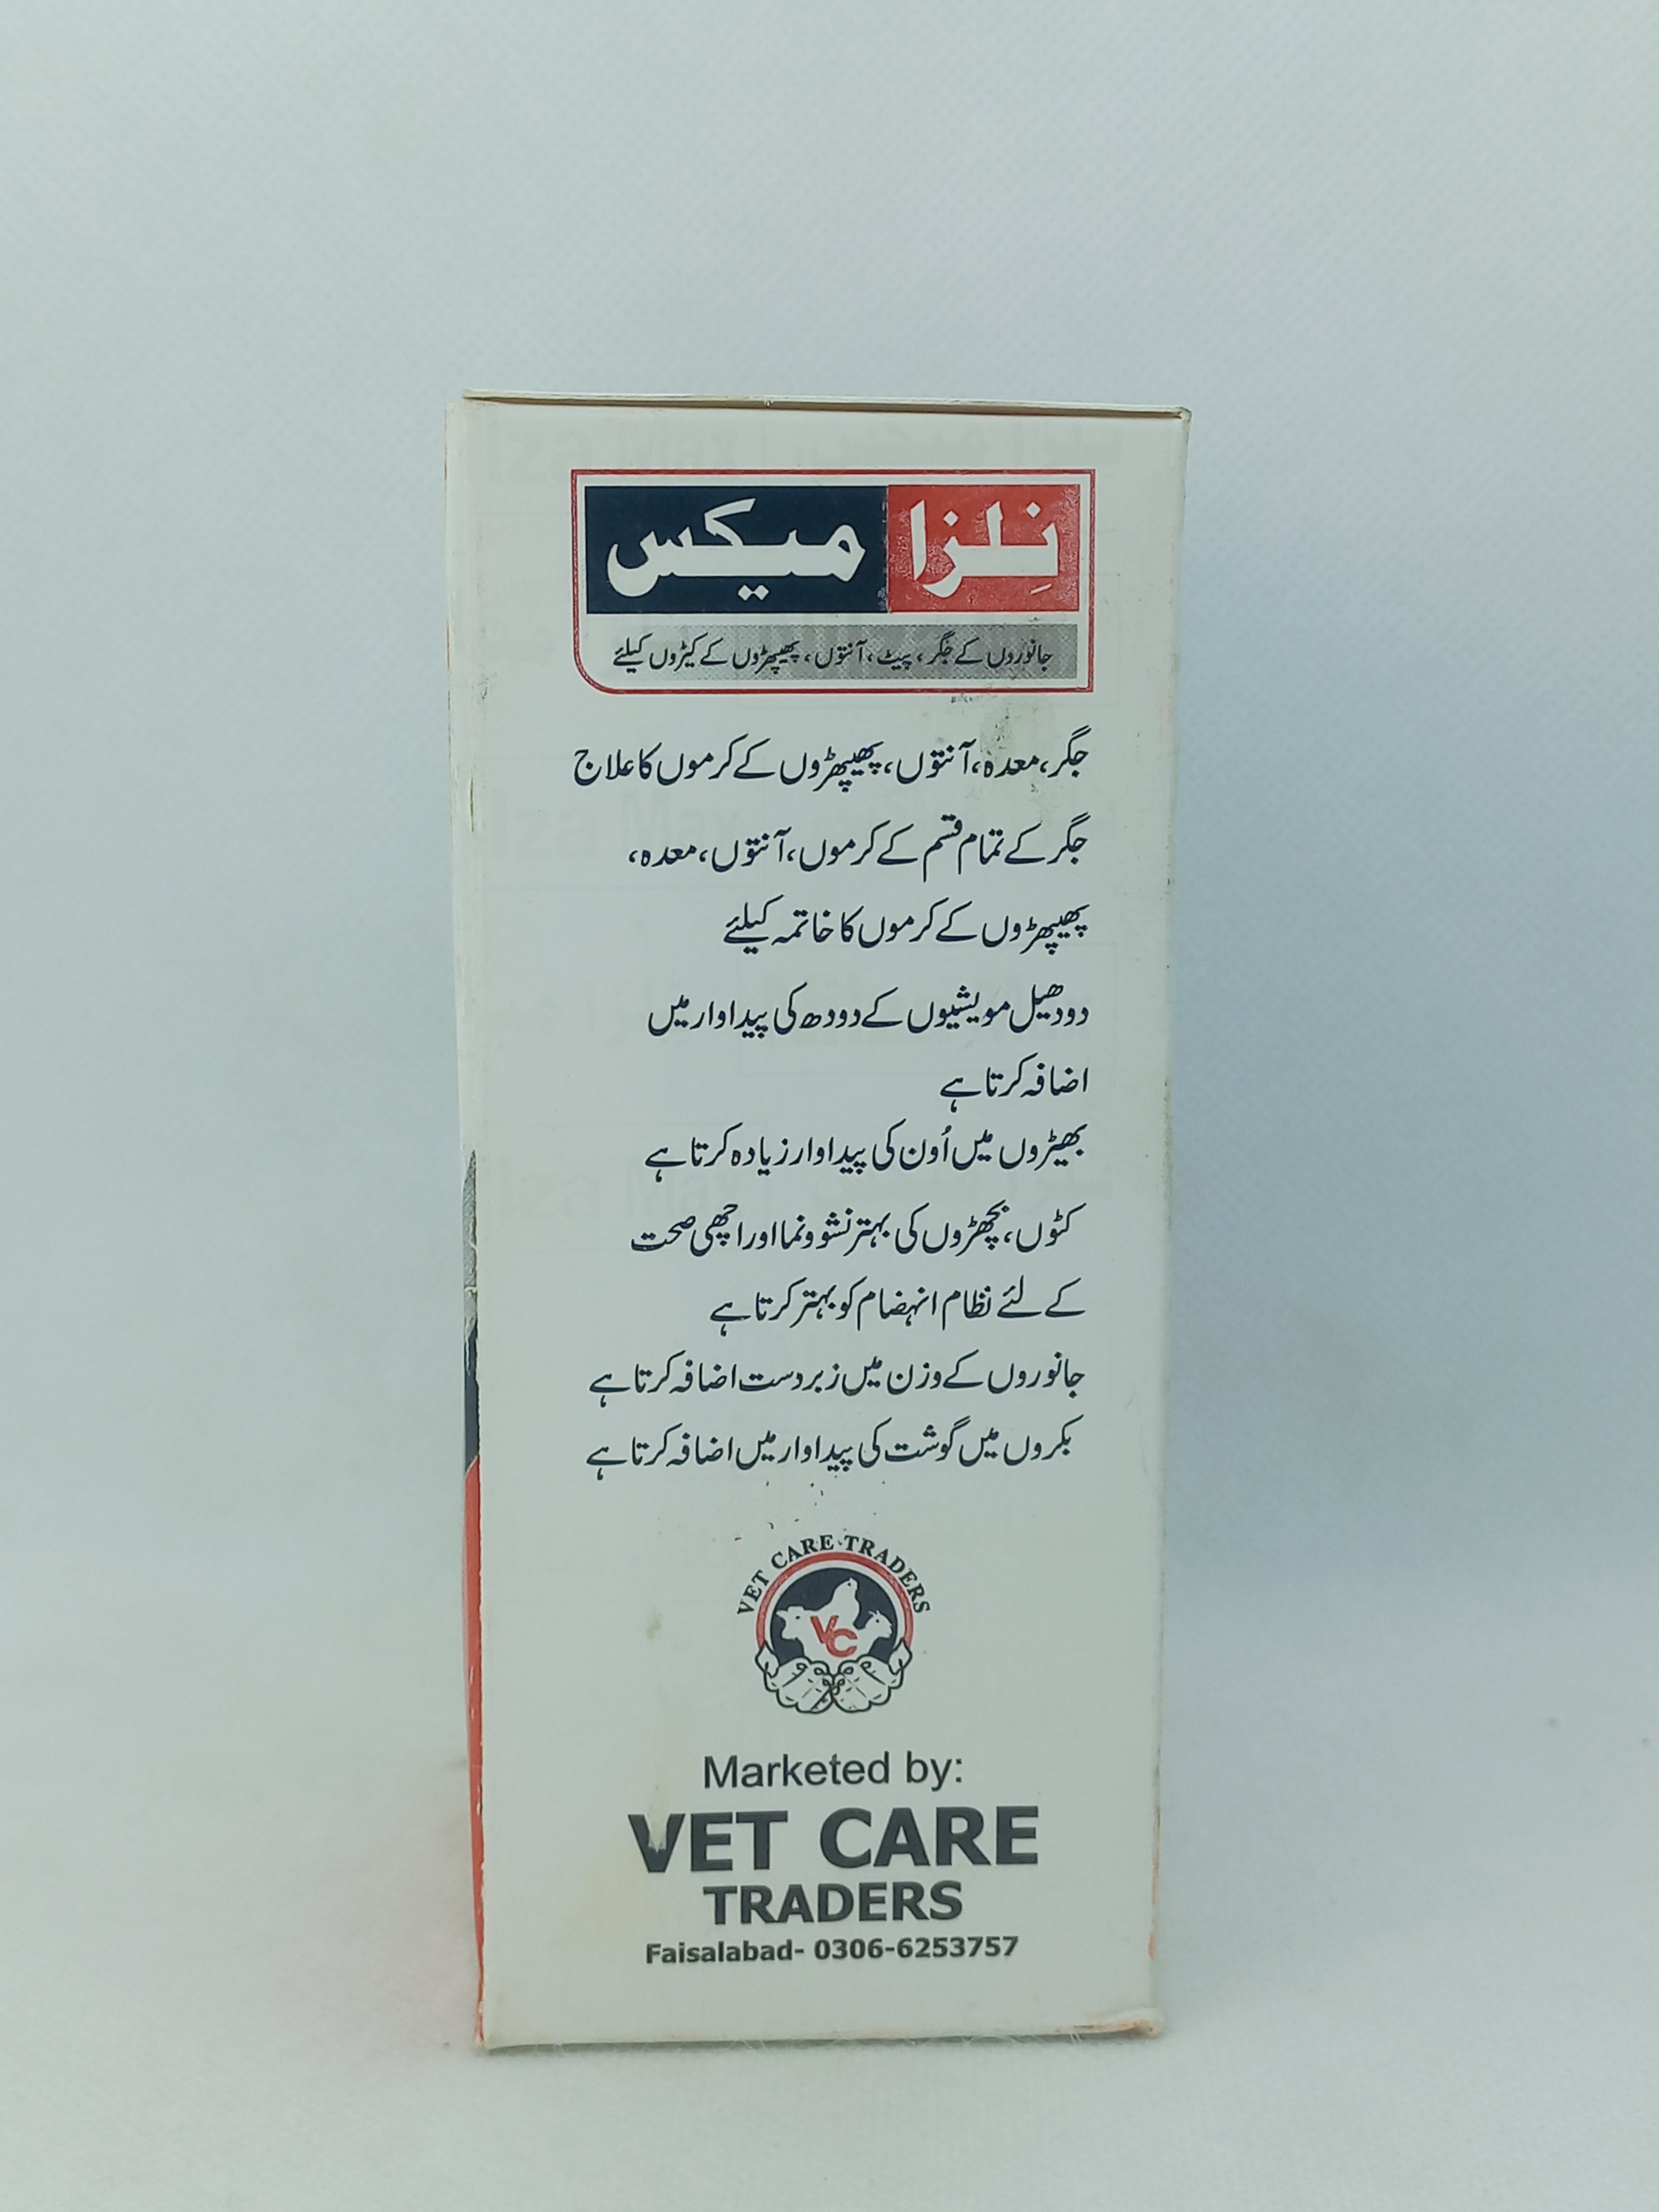 نِلزا میکس
جانوروں کے جگر، پیٹ، آنتوں، پھیپھڑوں کے کیڑوں کیلئے
جگر، معدہ، آنتوں، پھیپھڑوں کے کرموں کا علاج
جگر کے تمام قسم کے کرموں، آنتوں، معدہ،
پھیپھڑوں کے کرموں کا خاتمہ کیلئے
دودھیل مویشیوں کے دودھ کی پیداوار میں
اضافہ کرتا ہے
بھیڑوں میں اُون کی پیداوار زیادہ کرتا ہے
کٹوں، بچھڑوں کی بہتر نشوونما اور اچھی صحت
کے لئے نظام انہضام کو بہتر کرتا ہے
جانوروں کے وزن میں زبردست اضافہ کرتا ہے
بکروں میں گوشت کی پیداوار میں اضافہ کرتا ہے
VET CARE TRADERS
VC
Marketed by:
VET CARE
TRADERS
Faisalabad- 0306-6253757